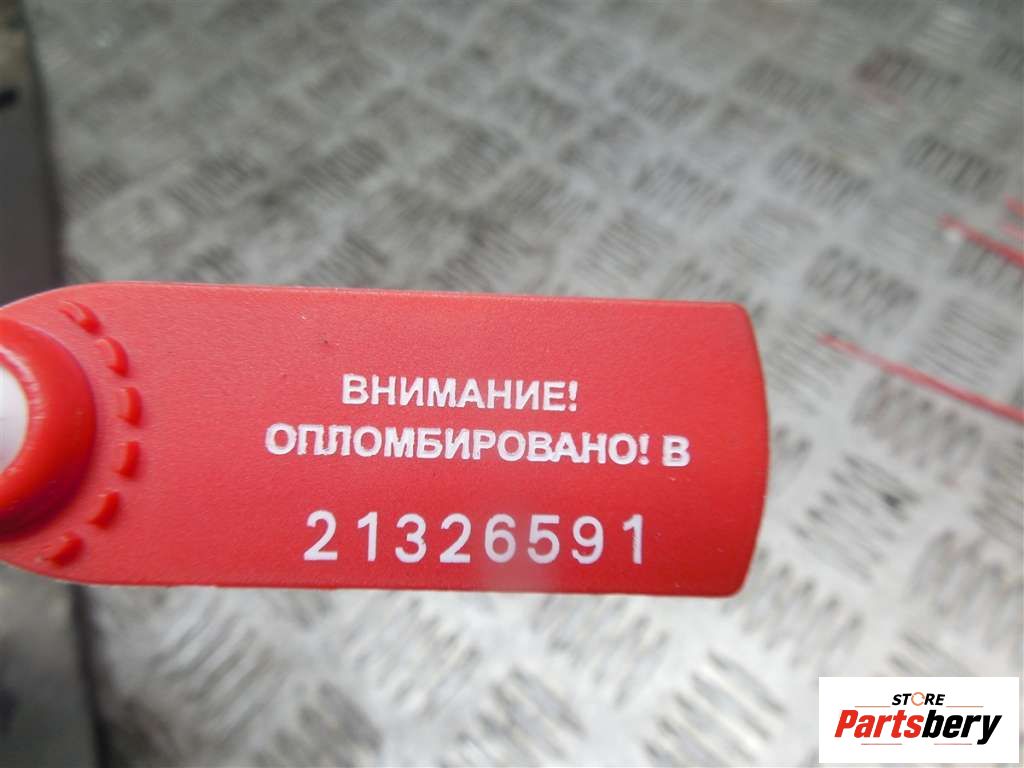 ВНИМАНИЕ!
ОПЛОМБИРОВАНО! В
21326591
STORE
Partsbery